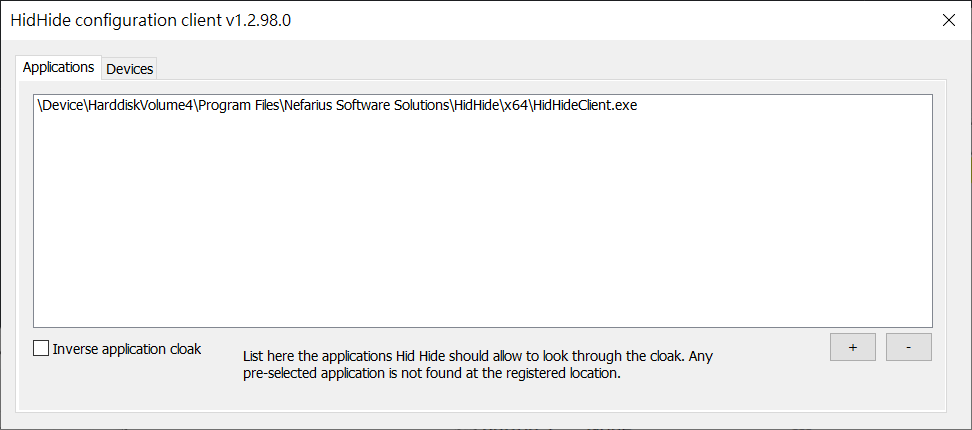 HidHide configuration client v1.2.98.0
Applications
Devices
\Device\HarddiskVolume4\Program Files\Nefarius Software Solutions\HidHide\x64\HidHideClient.exe
Inverse application cloak
List here the applications Hid Hide should allow to look through the cloak. Any
pre-selected application is not found at the registered location.
+
-